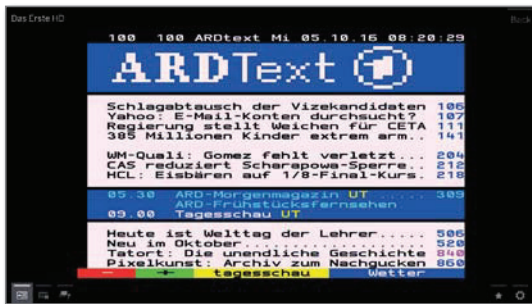 Das Erste HD
Back
100 100 ARDtext Mi 05.10.16 08:20:29
ARDText 1
Schlagabtausch der Vizekandidaten 106
Yahoo: E-Mail-Konten durchsucht? 107
Regierung stellt Weichen für CETA 111
385 Millionen Kinder extrem arm.. 141
WM-Quali: Gomez fehlt verletzt... 204
CAS reduziert Scharapowa-Sperre.. 212
HCL: Eisbären auf 1/8-Final-Kurs. 218
05.30 ARD-Morgenmagazin UT ..... 309
ARD-Frühstücksfernsehen
09.00 Tagesschau UT
Heute ist Welttag der Lehrer..... 506
Neu im Oktober................... 520
Tatort: Die unendliche Geschichte 840
Pixelkunst: Archiv zum Nachgucken 860
- + tagesschau Wetter